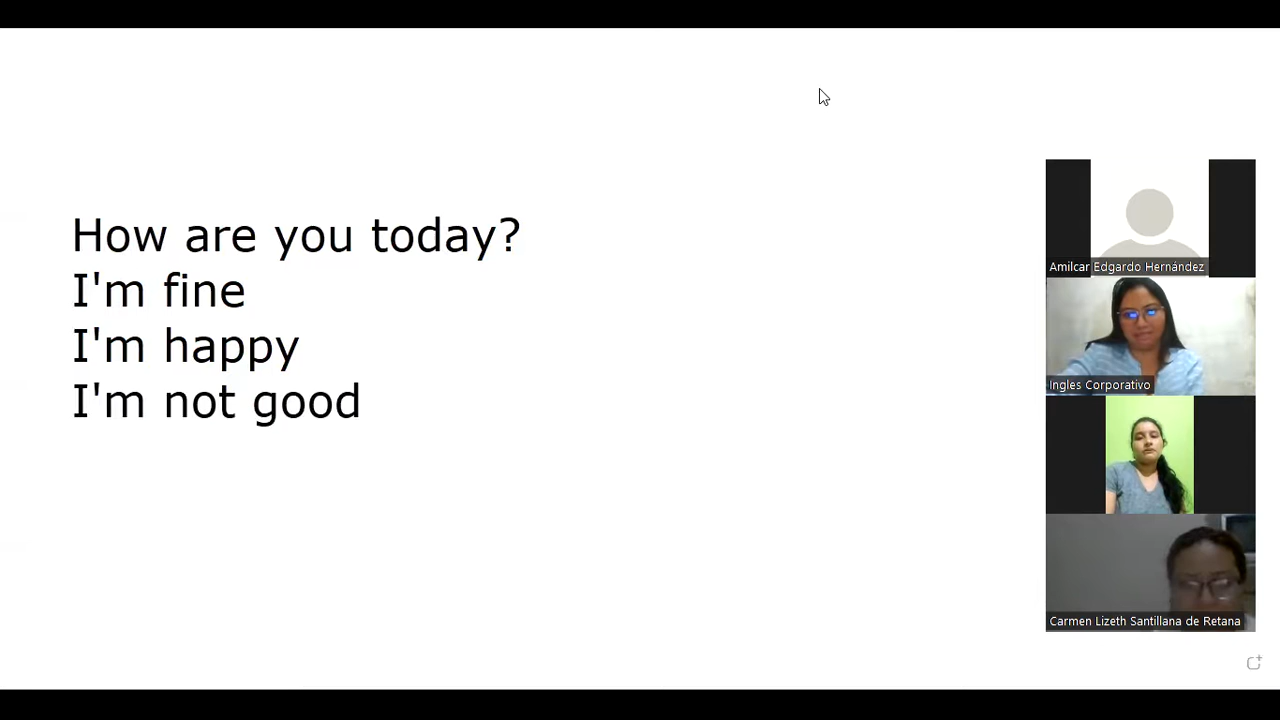 How are you today?
I'm fine
I'm happy
I'm not good
Amilcar Edgardo Hernández
Ingles Corporativo
Carmen Lizeth Santillana de Retana